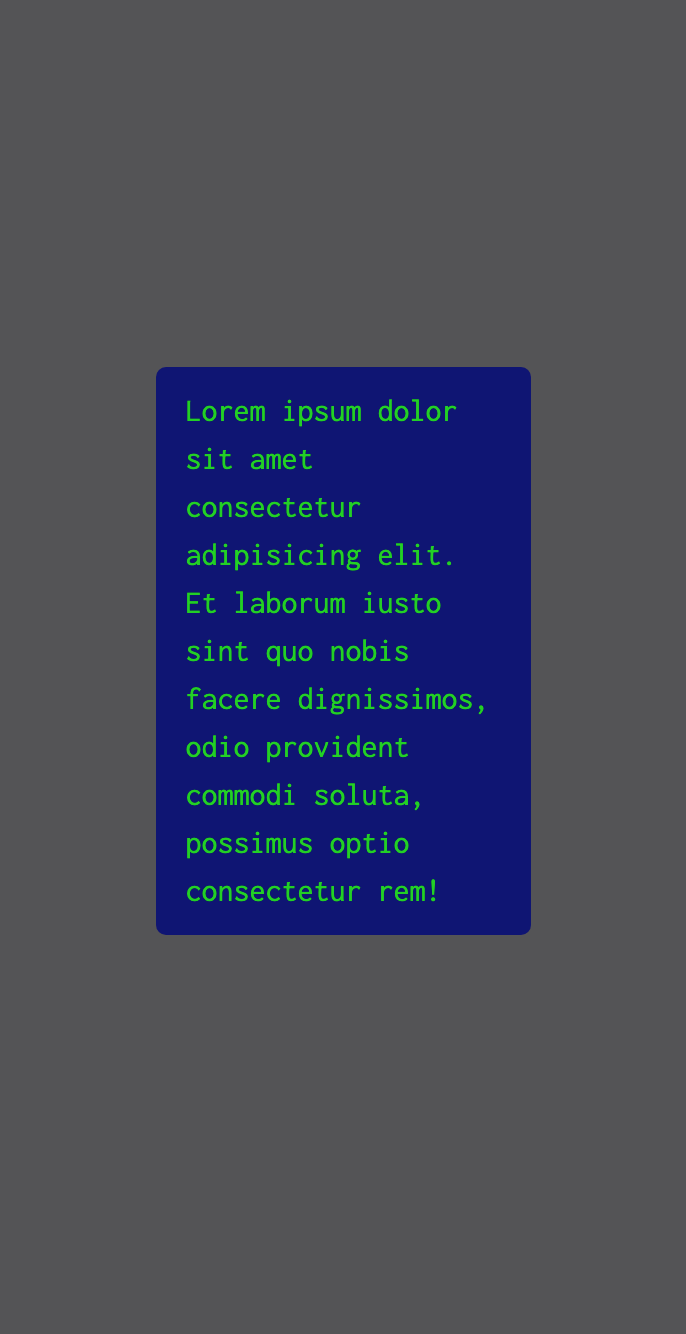 Lorem ipsum dolor
sit amet
consectetur
adipisicing elit.
Et laborum iusto
sint quo nobis
facere dignissimos,
odio provident
commodi soluta,
possimus optio
consectetur rem!